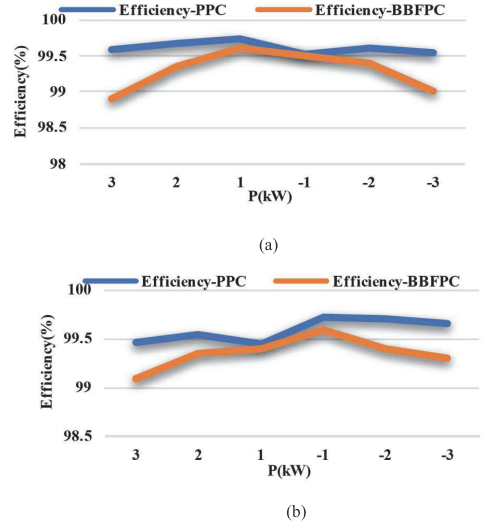 Efficiency-PPC Efficiency-BBFPC
100
99.5
99
98.5
98
Efficiency(%)
3 2 1 -1 -2 -3
P(kW)
(a)
Efficiency-PPC Efficiency-BBFPC
100
99.5
99
98.5
Efficiency(%)
3 2 1 -1 -2 -3
P(kW)
(b)